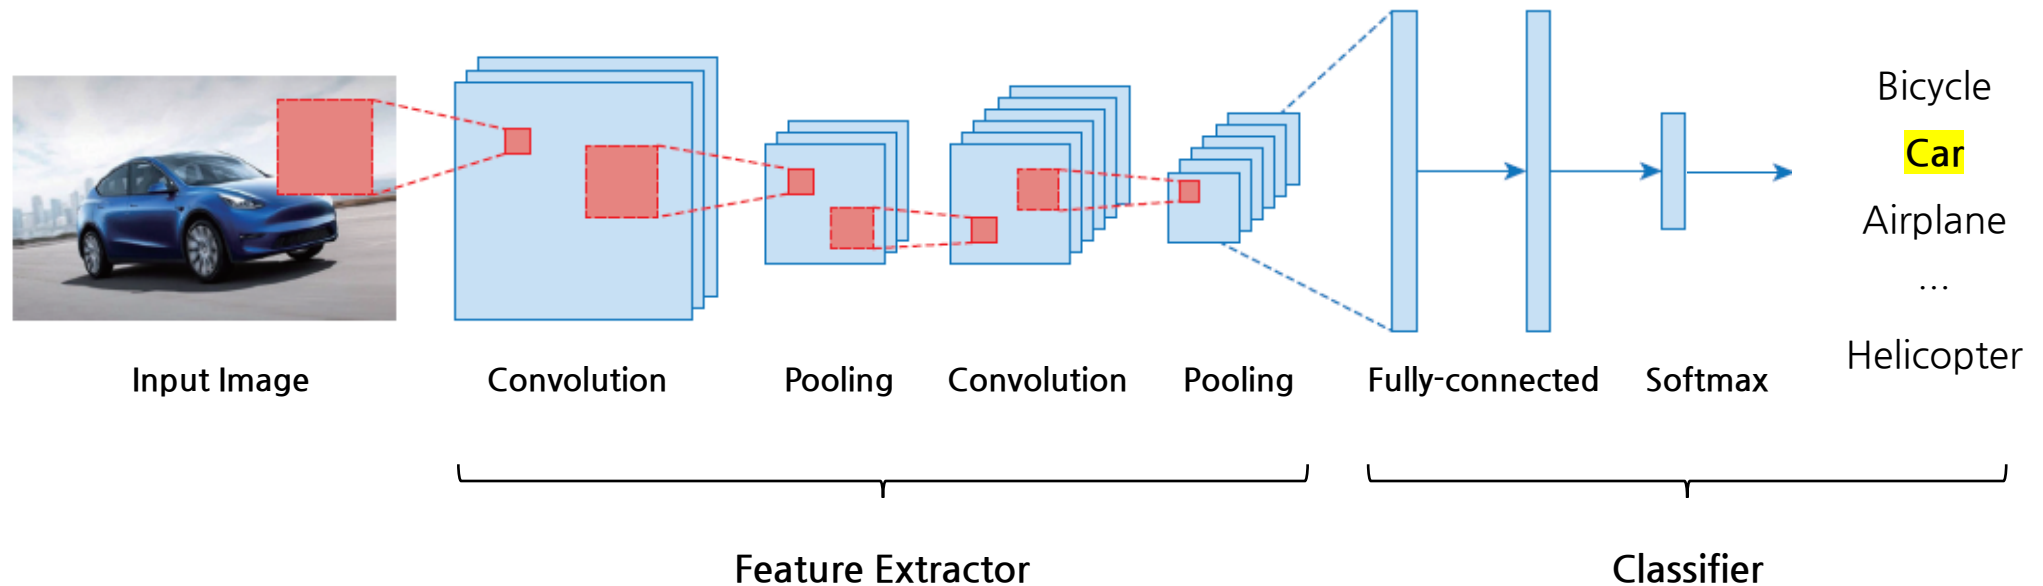 Bicycle
Car
Airplane
...
Helicopter
Input Image
Convolution
Pooling
Convolution
Pooling
Fully-connected
Softmax
Feature Extractor
Classifier